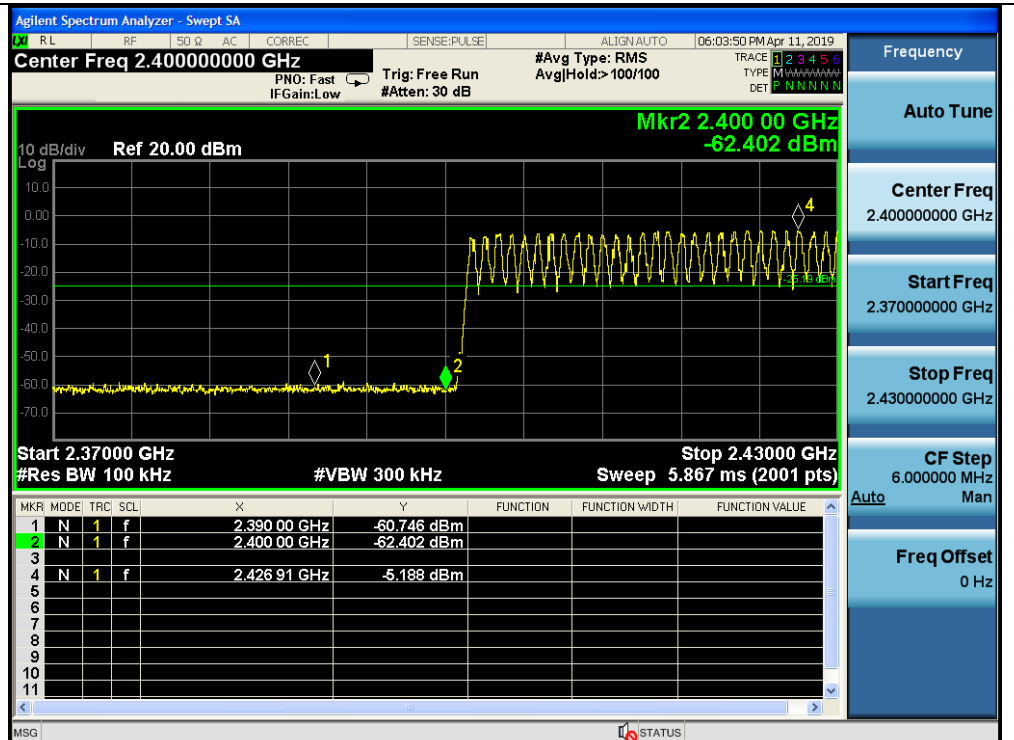 Agilent Spectrum Analyzer - Swept SA
LXI RL RF 50 Ω AC CORREC SENSE:PULSE ALIGN AUTO 06:03:50 PM Apr 11, 2019
Center Freq 2.400000000 GHz
PNO: Fast
IFGain:Low
Trig: Free Run
#Atten: 30 dB
#Avg Type: RMS
Avg|Hold:>100/100
TRACE 1 2 3 4 5 6
TYPE M WWWWW
DET P N N N N N
Mkr2 2.400 00 GHz
-62.402 dBm
10 dB/div Ref 20.00 dBm
Log
10.0
0.00
-10.0
-20.0
-30.0
-40.0
-50.0
-60.0
-70.0
4
-25.19 dBm
1
2
Start 2.37000 GHz Stop 2.43000 GHz
#Res BW 100 kHz #VBW 300 kHz Sweep 5.867 ms (2001 pts)
MKR MODE TRC SCL X Y FUNCTION FUNCTION WIDTH FUNCTION VALUE
1 N 1 f 2.390 00 GHz -60.746 dBm
2 N 1 f 2.400 00 GHz -62.402 dBm
3
4 N 1 f 2.426 91 GHz -5.188 dBm
5
6
7
8
9
10
11
MSG STATUS
Frequency
Auto Tune
Center Freq
2.400000000 GHz
Start Freq
2.370000000 GHz
Stop Freq
2.430000000 GHz
CF Step
6.000000 MHz
Auto Man
Freq Offset
0 Hz